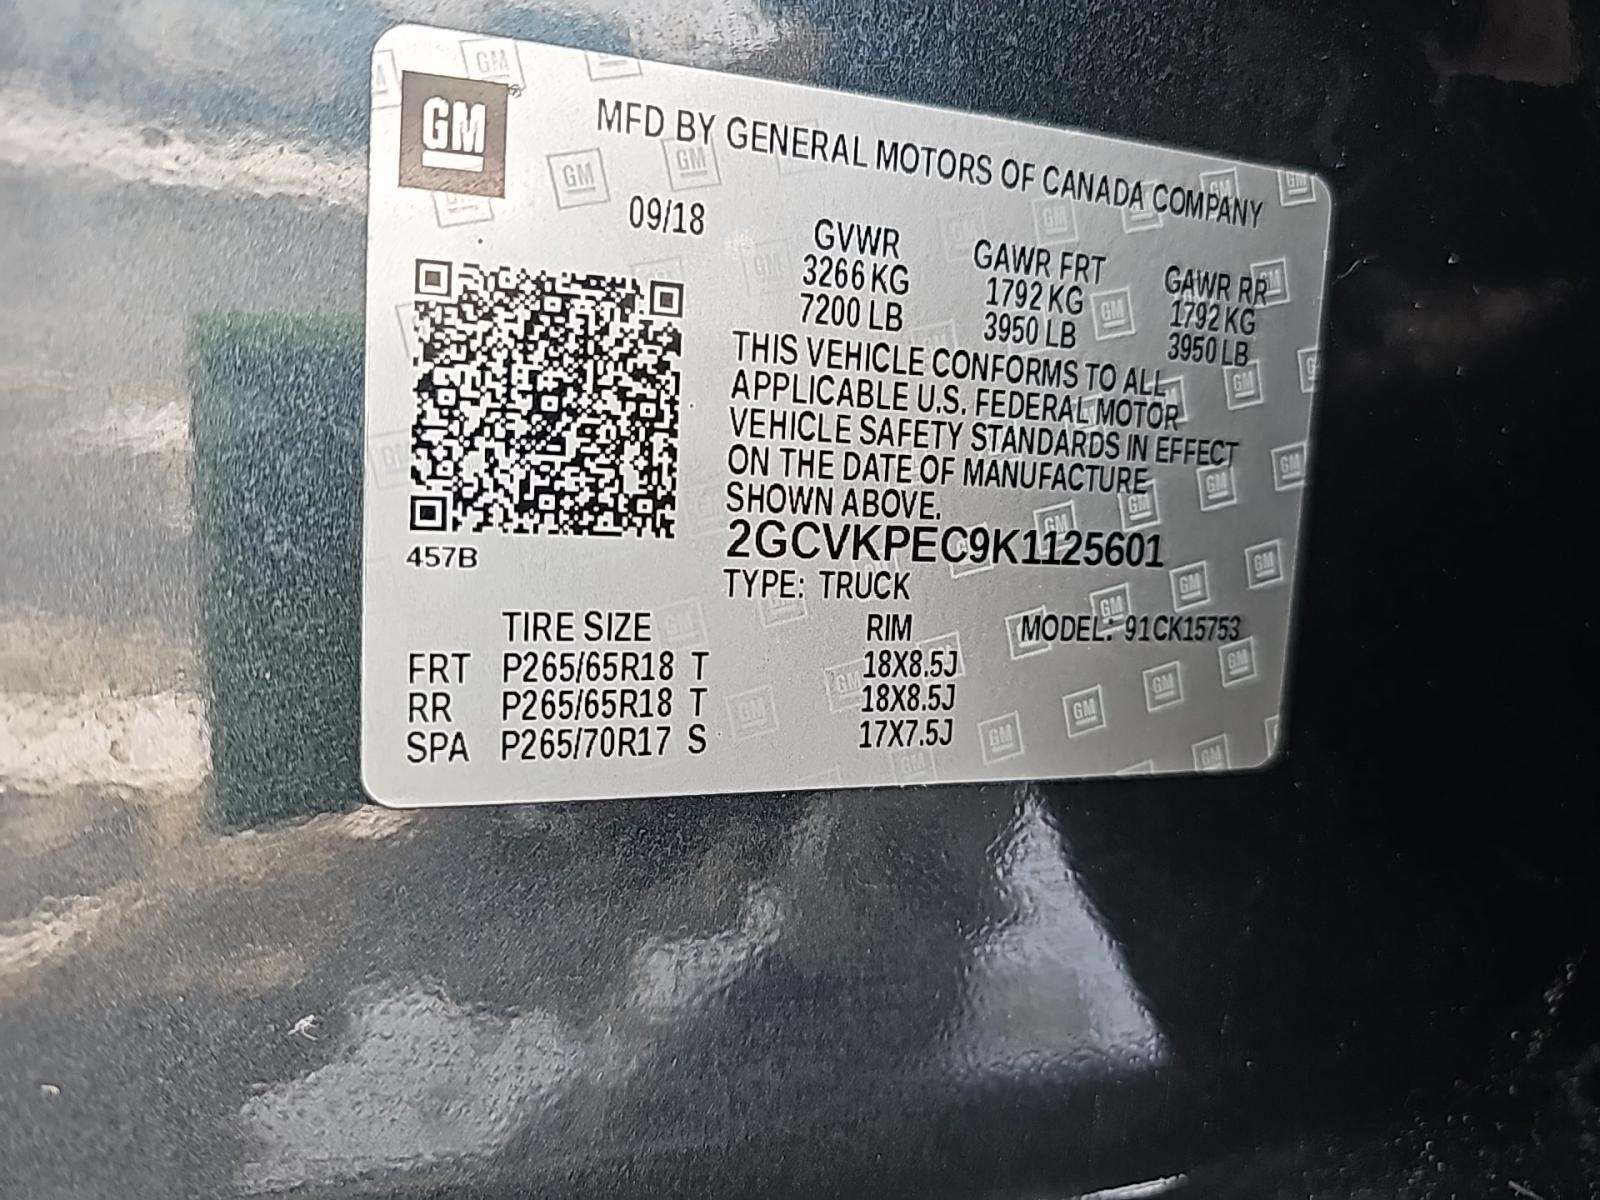 GM
MFD BY GENERAL MOTORS OF CANADA COMPANY
09/18
GVWR GAWR FRT GAWR RR
3266 KG 1792 KG 1792 KG
7200 LB 3950 LB 3950 LB
THIS VEHICLE CONFORMS TO ALL
APPLICABLE U.S. FEDERAL MOTOR
VEHICLE SAFETY STANDARDS IN EFFECT
ON THE DATE OF MANUFACTURE
SHOWN ABOVE.
2GCVKPEC9K1125601
457B
TYPE: TRUCK
TIRE SIZE RIM MODEL: 91CK15753
FRT P265/65R18 T 18X8.5J
RR P265/65R18 T 18X8.5J
SPA P265/70R17 S 17X7.5J